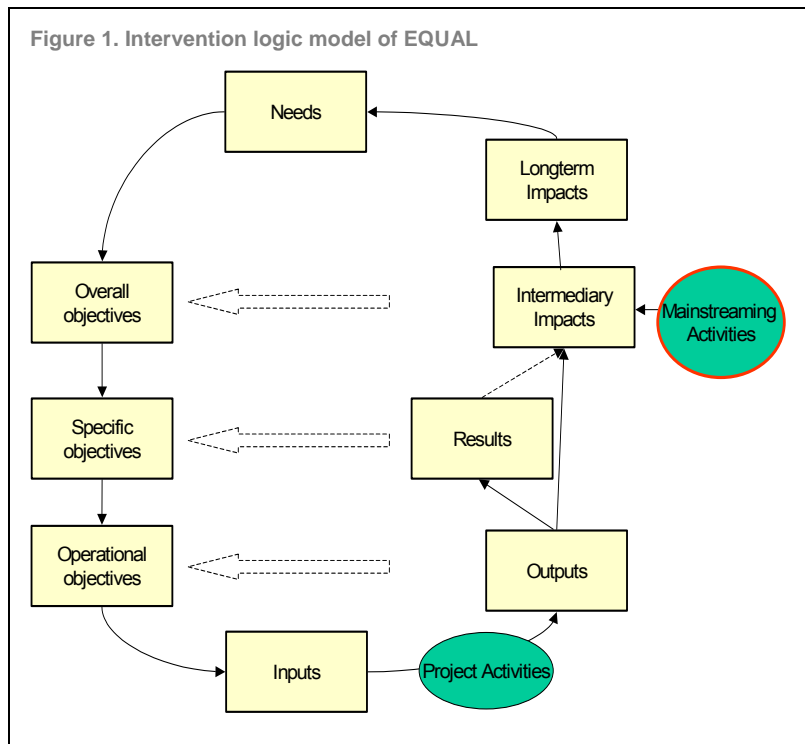 Figure 1. Intervention logic model of EQUAL
Needs
Longterm
Impacts
Overall
objectives
Intermediary
Impacts
Mainstreaming
Activities
Specific
objectives
Results
Operational
objectives
Outputs
Inputs
Project Activities